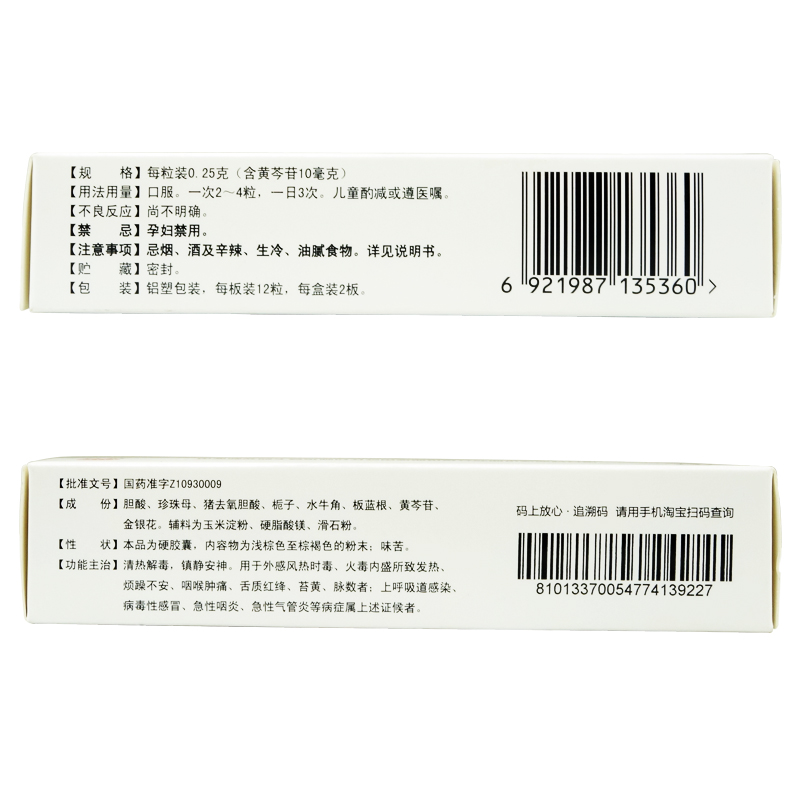 【规　　格】每粒装0.25克（含黄芩苷10毫克）
【用法用量】口服。一次2～4粒，一日3次。儿童酌减或遵医嘱。
【不良反应】尚不明确。
【禁　　忌】孕妇禁用。
【注意事项】忌烟、酒及辛辣、生冷、油腻食物。详见说明书。
【贮　　藏】密封。
【包　　装】铝塑包装，每板装12粒，每盒装2板。
6 921987 135360 >
【批准文号】国药准字Z10930009
【成　　份】胆酸、珍珠母、猪去氧胆酸、栀子、水牛角、板蓝根、黄芩苷、
金银花。辅料为玉米淀粉、硬脂酸镁、滑石粉。
【性　　状】本品为硬胶囊，内容物为浅棕色至棕褐色的粉末；味苦。
【功能主治】清热解毒，镇静安神。用于外感风热时毒、火毒内盛所致发热、
烦躁不安、咽喉肿痛、舌质红绛、苔黄、脉数者；上呼吸道感染、
病毒性感冒、急性咽炎、急性气管炎等病症属上述证候者。
码上放心·追溯码 请用手机淘宝扫码查询
81013370054774139227